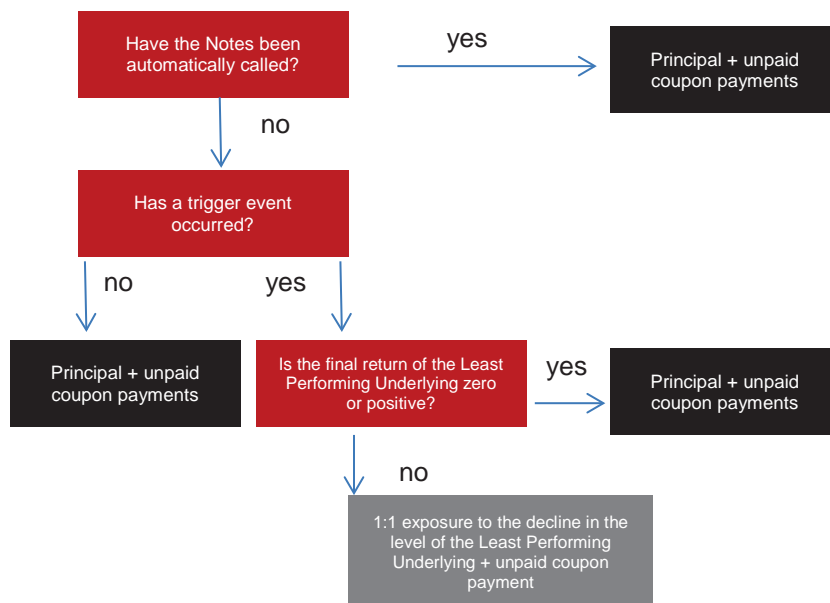 Have the Notes been
automatically called?
yes
Principal + unpaid
coupon payments
no
Has a trigger event
occurred?
no
yes
Principal + unpaid
coupon payments
Is the final return of the Least
Performing Underlying zero
or positive?
yes
Principal + unpaid
coupon payments
no
1:1 exposure to the decline in the
level of the Least Performing
Underlying + unpaid coupon
payment